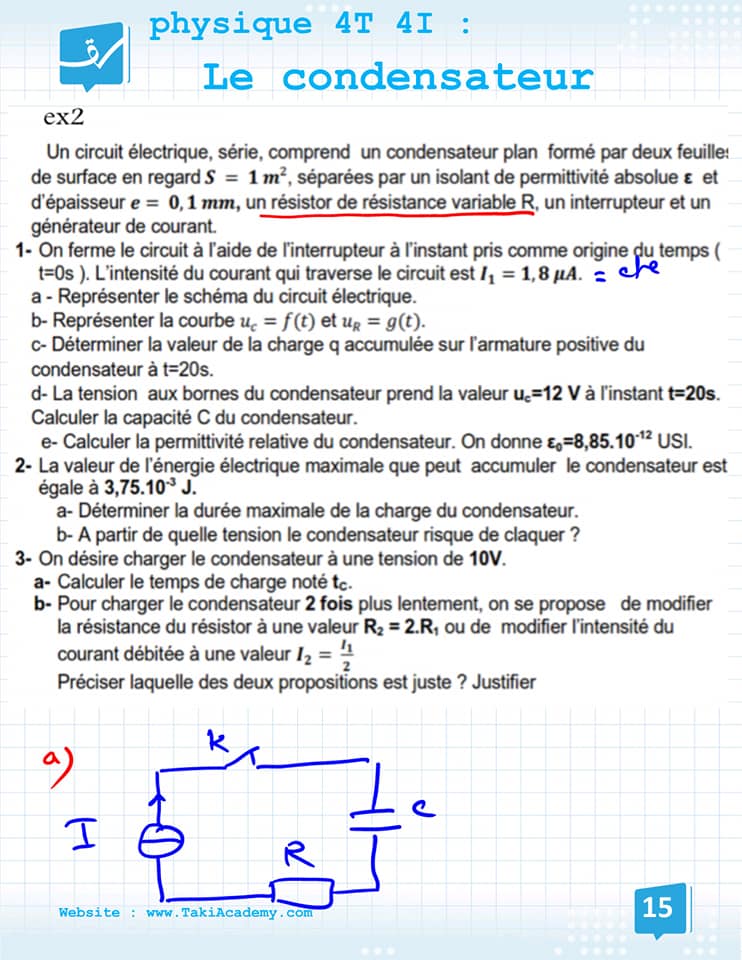 physique 4T 4I :
Le condensateur
ex2
Un circuit électrique, série, comprend un condensateur plan formé par deux feuilles
de surface en regard S = 1 m², séparées par un isolant de permittivité absolue ε et
d'épaisseur e = 0,1 mm, un résistor de résistance variable R, un interrupteur et un
générateur de courant.
1- On ferme le circuit à l'aide de l'interrupteur à l'instant pris comme origine du temps (
t=0s ). L'intensité du courant qui traverse le circuit est I₁ = 1,8 µA. = cte
a - Représenter le schéma du circuit électrique.
b- Représenter la courbe u_c = f(t) et u_R = g(t).
c- Déterminer la valeur de la charge q accumulée sur l'armature positive du
condensateur à t=20s.
d- La tension aux bornes du condensateur prend la valeur u_c=12 V à l'instant t=20s.
Calculer la capacité C du condensateur.
e- Calculer la permittivité relative du condensateur. On donne ε₀=8,85.10⁻¹² USI.
2- La valeur de l'énergie électrique maximale que peut accumuler le condensateur est
égale à 3,75.10⁻³ J.
a- Déterminer la durée maximale de la charge du condensateur.
b- A partir de quelle tension le condensateur risque de claquer ?
3- On désire charger le condensateur à une tension de 10V.
a- Calculer le temps de charge noté t_c.
b- Pour charger le condensateur 2 fois plus lentement, on se propose de modifier
la résistance du résistor à une valeur R₂ = 2.R₁ ou de modifier l'intensité du
courant débitée à une valeur I₂ = I₁/2
Préciser laquelle des deux propositions est juste ? Justifier
a)
K
I
C
R
Website : www.TakiAcademy.com
15